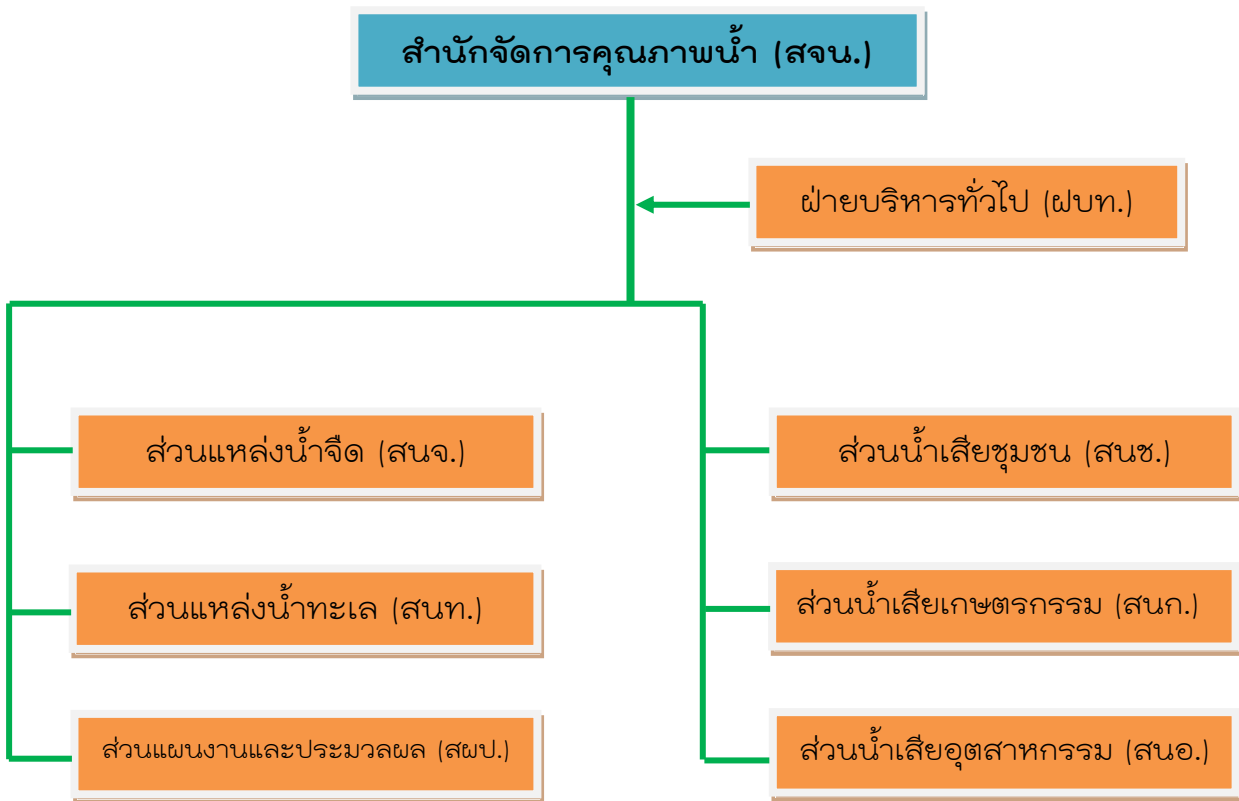 สำนักจัดการคุณภาพน้ำ (สจน.)
ฝ่ายบริหารทั่วไป (ฝบท.)
ส่วนแหล่งน้ำจืด (สนจ.)
ส่วนแหล่งน้ำทะเล (สนท.)
ส่วนแผนงานและประมวลผล (สผป.)
ส่วนน้ำเสียชุมชน (สนช.)
ส่วนน้ำเสียเกษตรกรรม (สนก.)
ส่วนน้ำเสียอุตสาหกรรม (สนอ.)